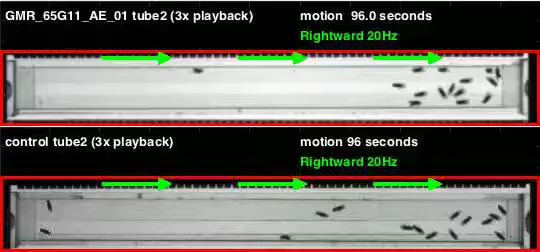 GMR_65G11_AE_01 tube2 (3x playback) motion 96.0 seconds
Rightward 20Hz
control tube2 (3x playback) motion 96 seconds
Rightward 20Hz